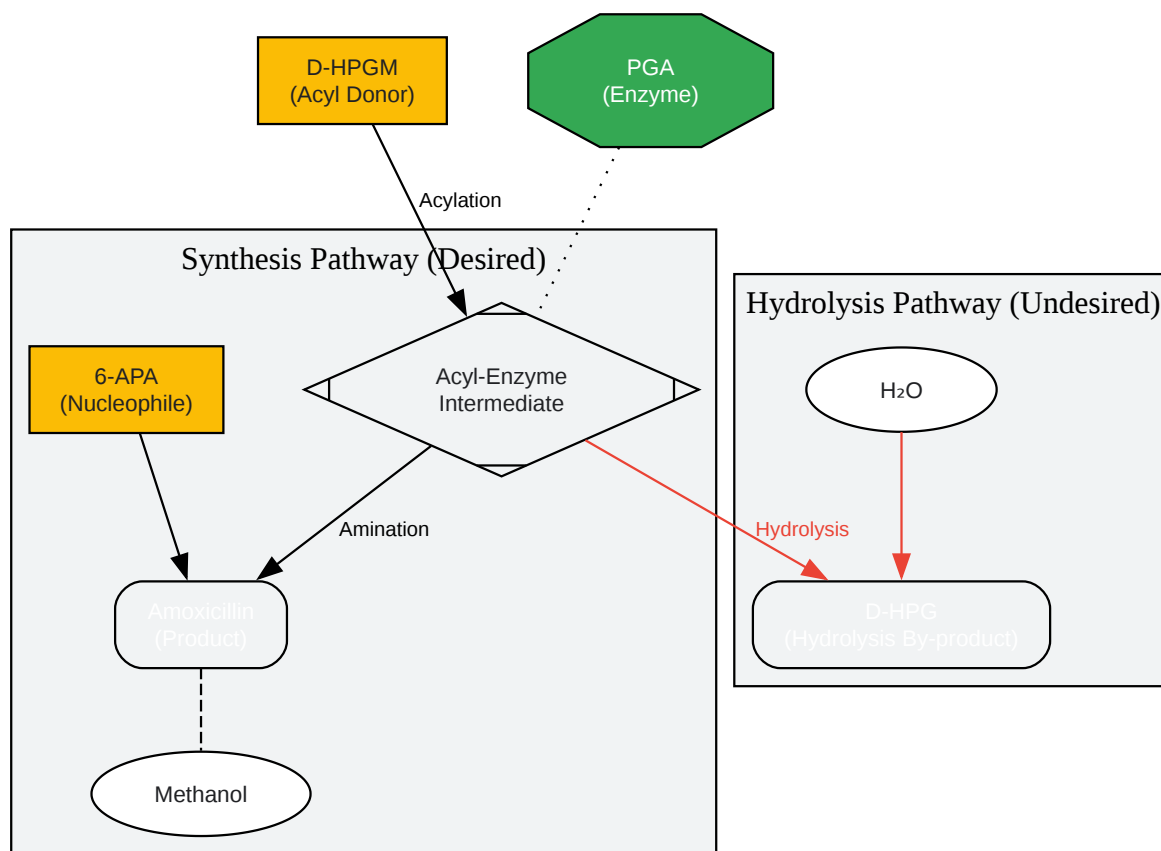 D-HPGM
(Acyl Donor)
PGA
(Enzyme)
Acylation
Synthesis Pathway (Desired)
Hydrolysis Pathway (Undesired)
6-APA
(Nucleophile)
Acyl-Enzyme
Intermediate
H₂O
Amination
Hydrolysis
Amoxicillin
(Product)
D-HPG
(Hydrolysis By-product)
Methanol